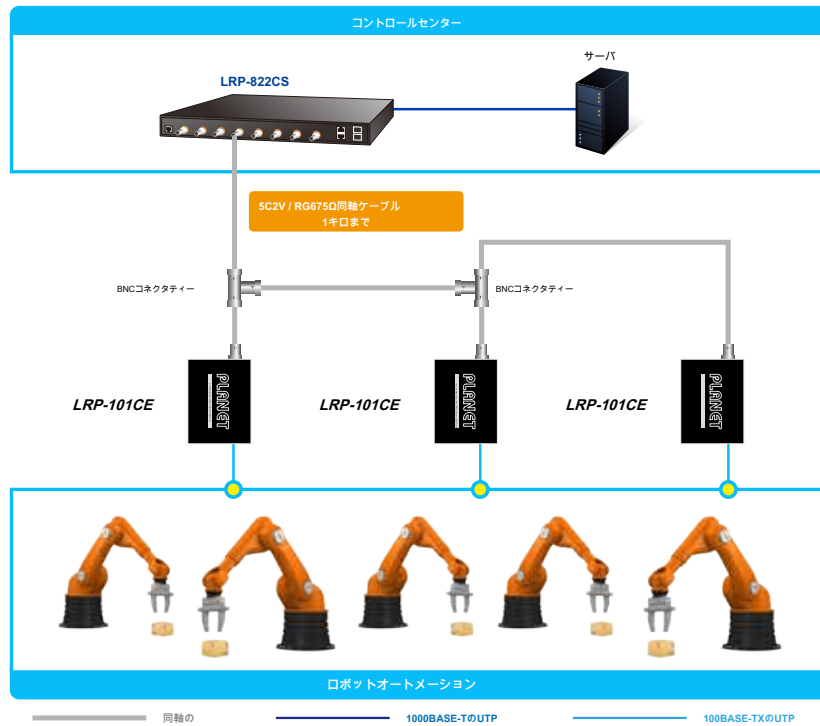 コントロールセンター
サーバ
LRP-822CS
5C2V / RG675Ω同軸ケーブル
1キロまで
BNCコネクタティー
BNCコネクタティー
LRP-101CE
PLANET
LRP-101CE
PLANET
LRP-101CE
PLANET
ロボットオートメーション
同軸の
1000BASE-TのUTP
100BASE-TXのUTP